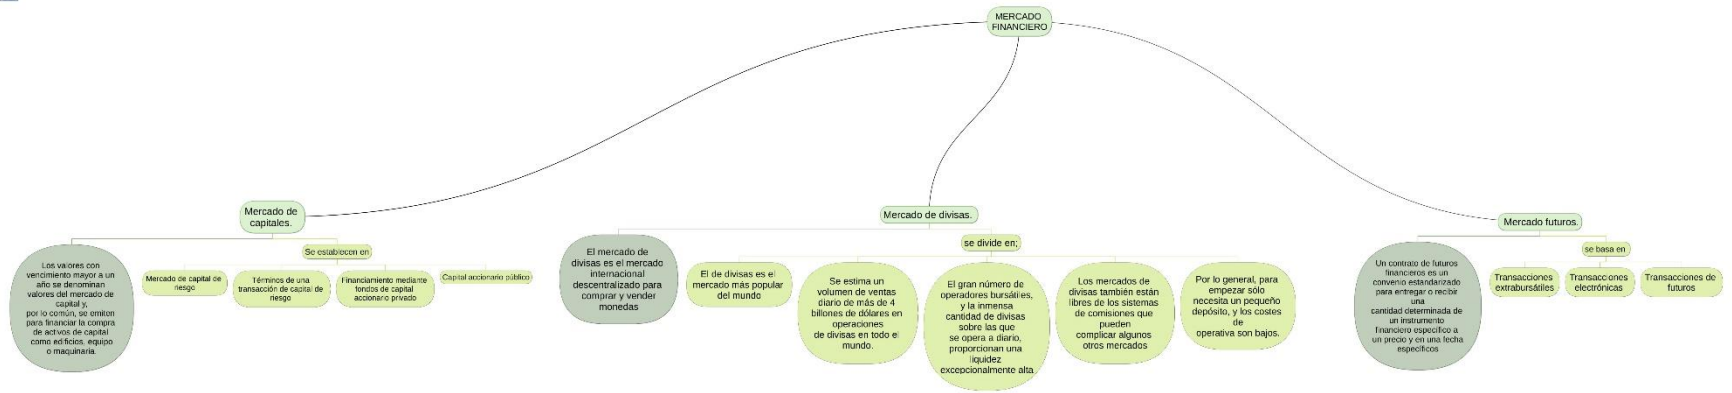 MERCADO
FINANCIERO
Mercado de
capitales.
Los valores con
vencimiento mayor a un
año se denominan
valores del mercado de
capital y,
por lo común, se emiten
para financiar la compra
de activos de capital
como edificios, equipo
o maquinaria.
Se establecen en
Mercado de capital de
riesgo
Términos de una
transacción de capital de
riesgo
Financiamiento mediante
fondos de capital
accionario privado
Capital accionario público
Mercado de divisas.
El mercado de
divisas es el mercado
internacional
descentralizado para
comprar y vender
monedas
se divide en;
El de divisas es el
mercado más popular
del mundo
Se estima un
volumen de ventas
diario de más de 4
billones de dólares en
operaciones
de divisas en todo el
mundo.
El gran número de
operadores bursátiles,
y la inmensa
cantidad de divisas
sobre las que
se opera a diario,
proporcionan una
liquidez
excepcionalmente alta
Los mercados de
divisas también están
libres de los sistemas
de comisiones que
pueden
complicar algunos
otros mercados
Por lo general, para
empezar sólo
necesita un pequeño
depósito, y los costes
de
operativa son bajos.
Mercado futuros.
Un contrato de futuros
financieros es un
convenio estandarizado
para entregar o recibir
una
cantidad determinada de
un instrumento
financiero específico a
un precio y en una fecha
específicos
se basa en
Transacciones
extrabursátiles
Transacciones
electrónicas
Transacciones de
futuros